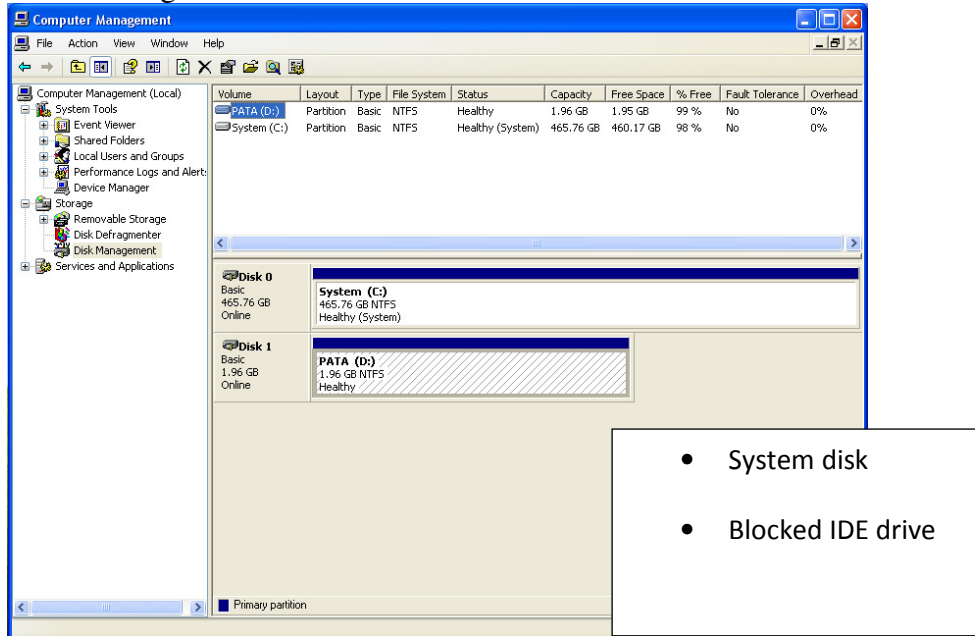 Computer Management
File Action View Window Help
Computer Management (Local)
System Tools
Event Viewer
Shared Folders
Local Users and Groups
Performance Logs and Alert:
Device Manager
Storage
Removable Storage
Disk Defragmenter
Disk Management
Services and Applications
Volume Layout Type File System Status Capacity Free Space % Free Fault Tolerance Overhead
PATA (D:) Partition Basic NTFS Healthy 1.96 GB 1.95 GB 99 % No 0%
System (C:) Partition Basic NTFS Healthy (System) 465.76 GB 460.17 GB 98 % No 0%
Disk 0
Basic
465.76 GB
Online
System (C:)
465.76 GB NTFS
Healthy (System)
Disk 1
Basic
1.96 GB
Online
PATA (D:)
1.96 GB NTFS
Healthy
Primary partition
• System disk
• Blocked IDE drive